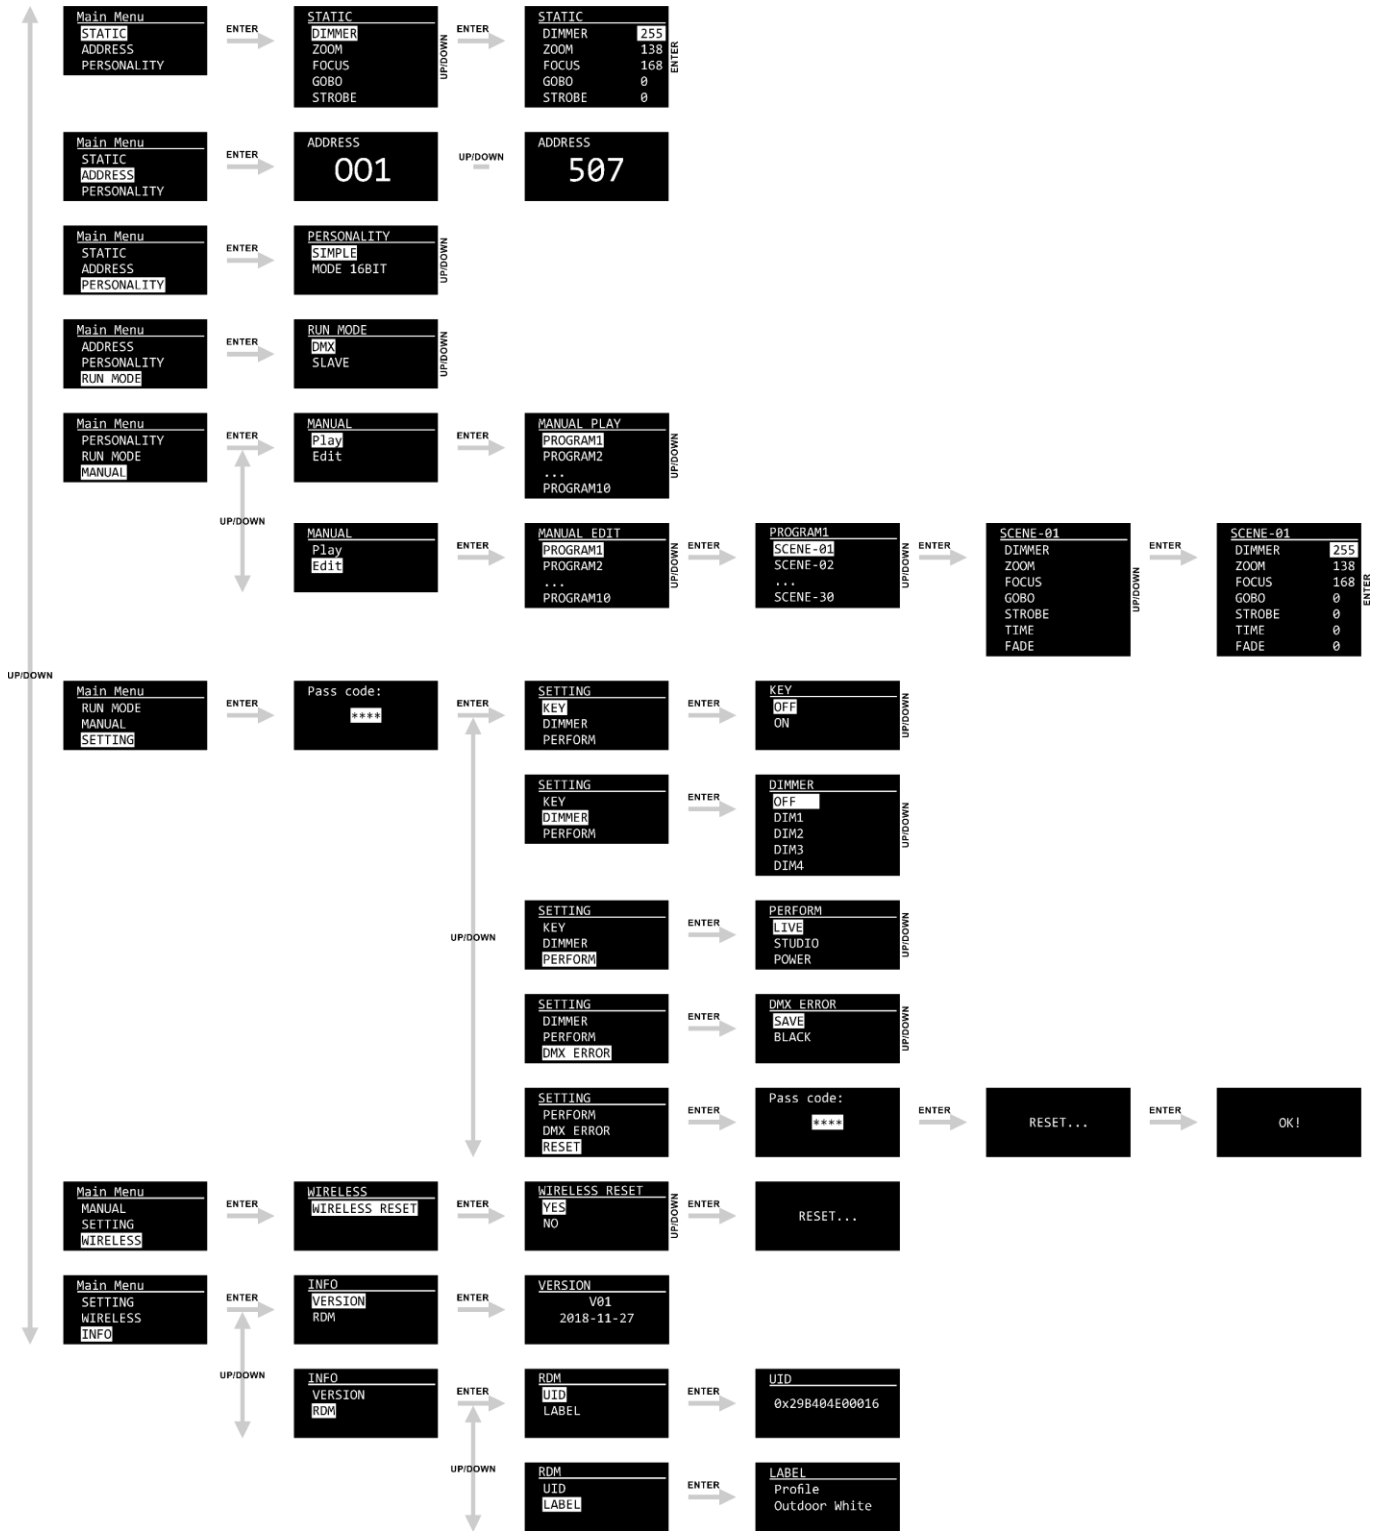 Main Menu
STATIC
ADDRESS
PERSONALITY
ENTER
STATIC
DIMMER
ZOOM
FOCUS
GOBO
STROBE
UP/DOWN
ENTER
STATIC
DIMMER 255
ZOOM 138
FOCUS 168
GOBO 0
STROBE 0
ENTER
Main Menu
STATIC
ADDRESS
PERSONALITY
ENTER
ADDRESS
001
UP/DOWN
ADDRESS
507
Main Menu
STATIC
ADDRESS
PERSONALITY
ENTER
PERSONALITY
SIMPLE
MODE 16BIT
UP/DOWN
Main Menu
ADDRESS
PERSONALITY
RUN MODE
ENTER
RUN MODE
DMX
SLAVE
UP/DOWN
Main Menu
PERSONALITY
RUN MODE
MANUAL
ENTER
UP/DOWN
MANUAL
Play
Edit
ENTER
MANUAL PLAY
PROGRAM1
PROGRAM2
...
PROGRAM10
UP/DOWN
MANUAL
Play
Edit
ENTER
MANUAL EDIT
PROGRAM1
PROGRAM2
...
PROGRAM10
UP/DOWN
ENTER
PROGRAM1
SCENE-01
SCENE-02
...
SCENE-30
UP/DOWN
ENTER
SCENE-01
DIMMER
ZOOM
FOCUS
GOBO
STROBE
TIME
FADE
UP/DOWN
ENTER
SCENE-01
DIMMER 255
ZOOM 138
FOCUS 168
GOBO 0
STROBE 0
TIME 0
FADE 0
ENTER
UP/DOWN
Main Menu
RUN MODE
MANUAL
SETTING
ENTER
Pass code:
****
ENTER
UP/DOWN
SETTING
KEY
DIMMER
PERFORM
ENTER
KEY
OFF
ON
UP/DOWN
SETTING
KEY
DIMMER
PERFORM
ENTER
DIMMER
OFF
DIM1
DIM2
DIM3
DIM4
UP/DOWN
SETTING
KEY
DIMMER
PERFORM
ENTER
PERFORM
LIVE
STUDIO
POWER
UP/DOWN
SETTING
DIMMER
PERFORM
DMX ERROR
ENTER
DMX ERROR
SAVE
BLACK
UP/DOWN
SETTING
PERFORM
DMX ERROR
RESET
ENTER
Pass code:
****
ENTER
RESET...
ENTER
OK!
Main Menu
MANUAL
SETTING
WIRELESS
ENTER
WIRELESS
WIRELESS RESET
ENTER
WIRELESS RESET
YES
NO
UP/DOWN
ENTER
RESET...
Main Menu
SETTING
WIRELESS
INFO
ENTER
UP/DOWN
INFO
VERSION
RDM
ENTER
VERSION
V01
2018-11-27
INFO
VERSION
RDM
ENTER
UP/DOWN
RDM
UID
LABEL
ENTER
UID
0x29B404E00016
RDM
UID
LABEL
ENTER
LABEL
Profile
Outdoor White